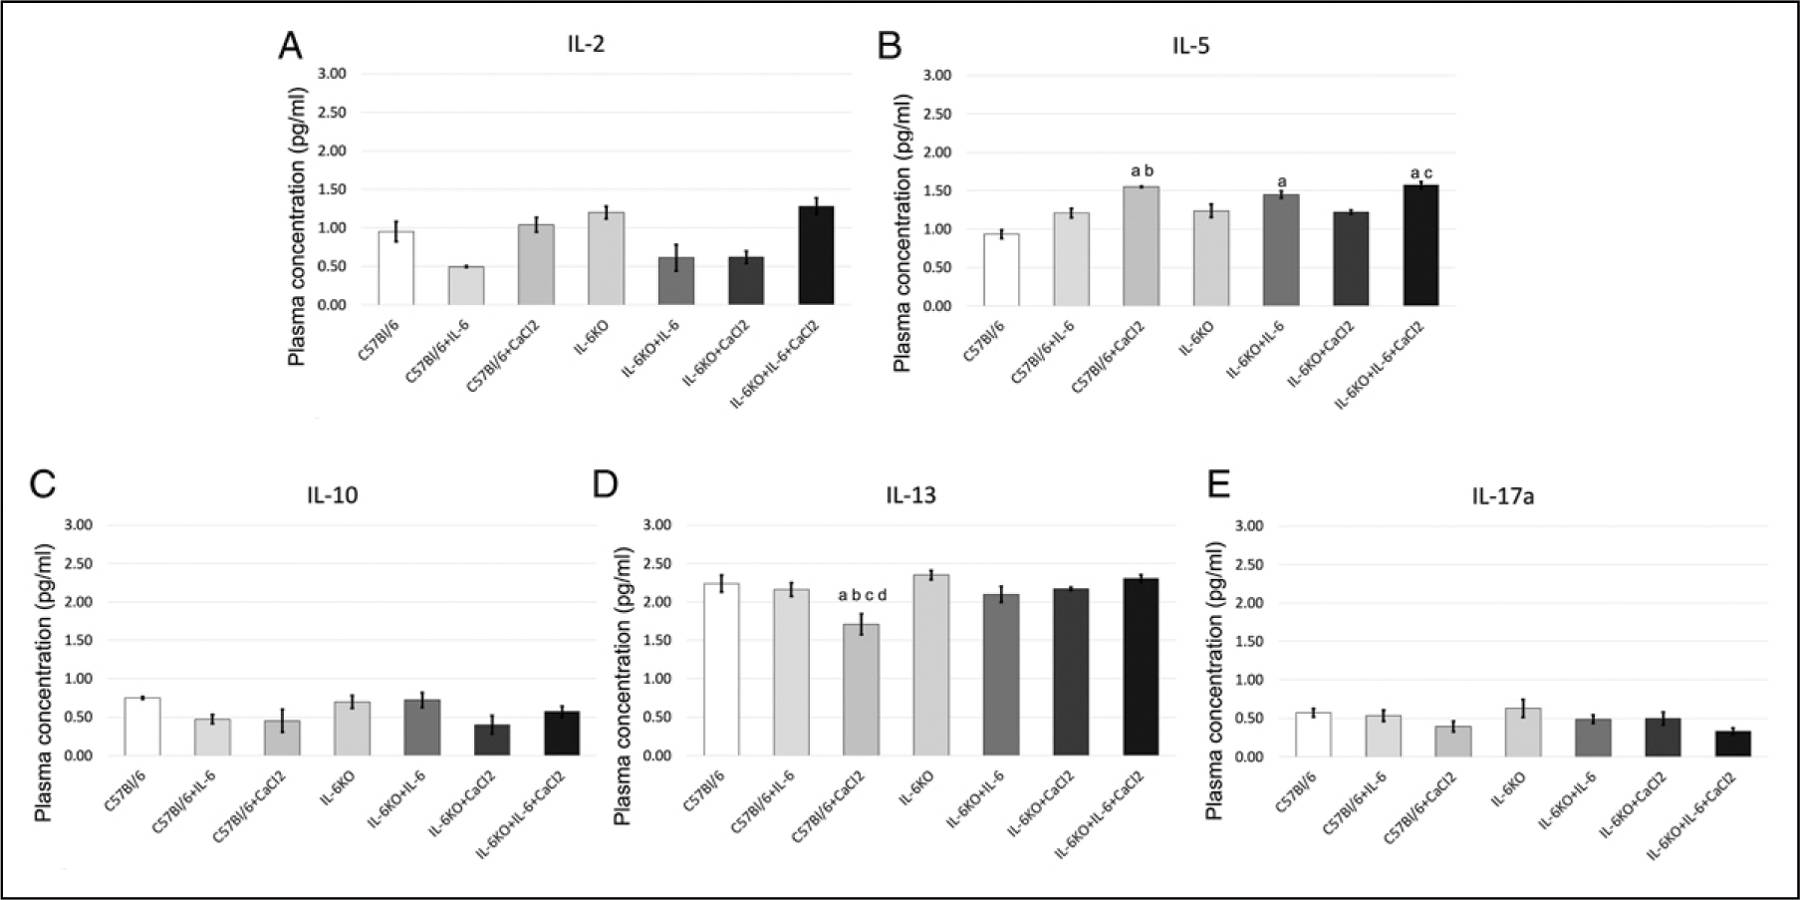 A
IL-2
Plasma concentration (pg/ml)
3.00
2.50
2.00
1.50
1.00
0.50
0.00
C57Bl/6
C57Bl/6+IL-6
C57Bl/6+CaCl2
IL-6KO
IL-6KO+IL-6
IL-6KO+CaCl2
IL-6KO+IL-6+CaCl2
B
IL-5
Plasma concentration (pg/ml)
3.00
2.50
2.00
1.50
1.00
0.50
0.00
a b
a
a c
C57Bl/6
C57Bl/6+IL-6
C57Bl/6+CaCl2
IL-6KO
IL-6KO+IL-6
IL-6KO+CaCl2
IL-6KO+IL-6+CaCl2
C
IL-10
Plasma concentration (pg/ml)
3.00
2.50
2.00
1.50
1.00
0.50
0.00
C57Bl/6
C57Bl/6+IL-6
C57Bl/6+CaCl2
IL-6KO
IL-6KO+IL-6
IL-6KO+CaCl2
IL-6KO+IL-6+CaCl2
D
IL-13
Plasma concentration (pg/ml)
3.00
2.50
2.00
1.50
1.00
0.50
0.00
a b c d
C57Bl/6
C57Bl/6+IL-6
C57Bl/6+CaCl2
IL-6KO
IL-6KO+IL-6
IL-6KO+CaCl2
IL-6KO+IL-6+CaCl2
E
IL-17a
Plasma concentration (pg/ml)
3.00
2.50
2.00
1.50
1.00
0.50
0.00
C57Bl/6
C57Bl/6+IL-6
C57Bl/6+CaCl2
IL-6KO
IL-6KO+IL-6
IL-6KO+CaCl2
IL-6KO+IL-6+CaCl2